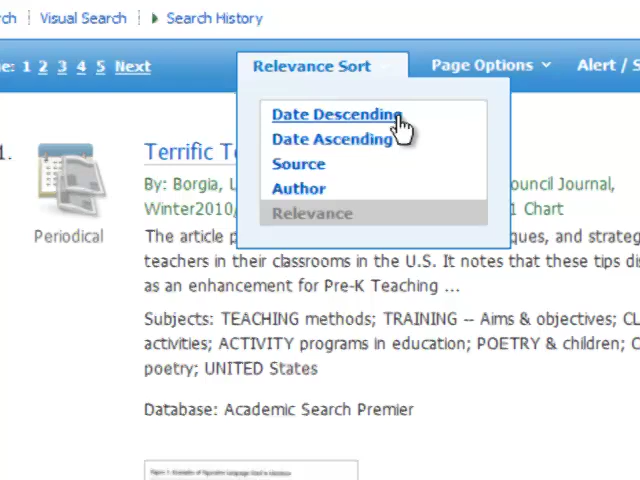 rch Visual Search Search History
e: 1 2 3 4 5 Next Relevance Sort Page Options Alert / S
Date Descending
Date Ascending
Source
Author
Relevance
1. Terrific T
By: Borgia, L ouncil Journal,
Winter2010/ 1 Chart
Periodical
The article p ques, and strateg
teachers in their classrooms in the U.S. It notes that these tips dis
as an enhancement for Pre-K Teaching ...
Subjects: TEACHING methods; TRAINING -- Aims & objectives; CL
activities; ACTIVITY programs in education; POETRY & children; C
poetry; UNITED States
Database: Academic Search Premier